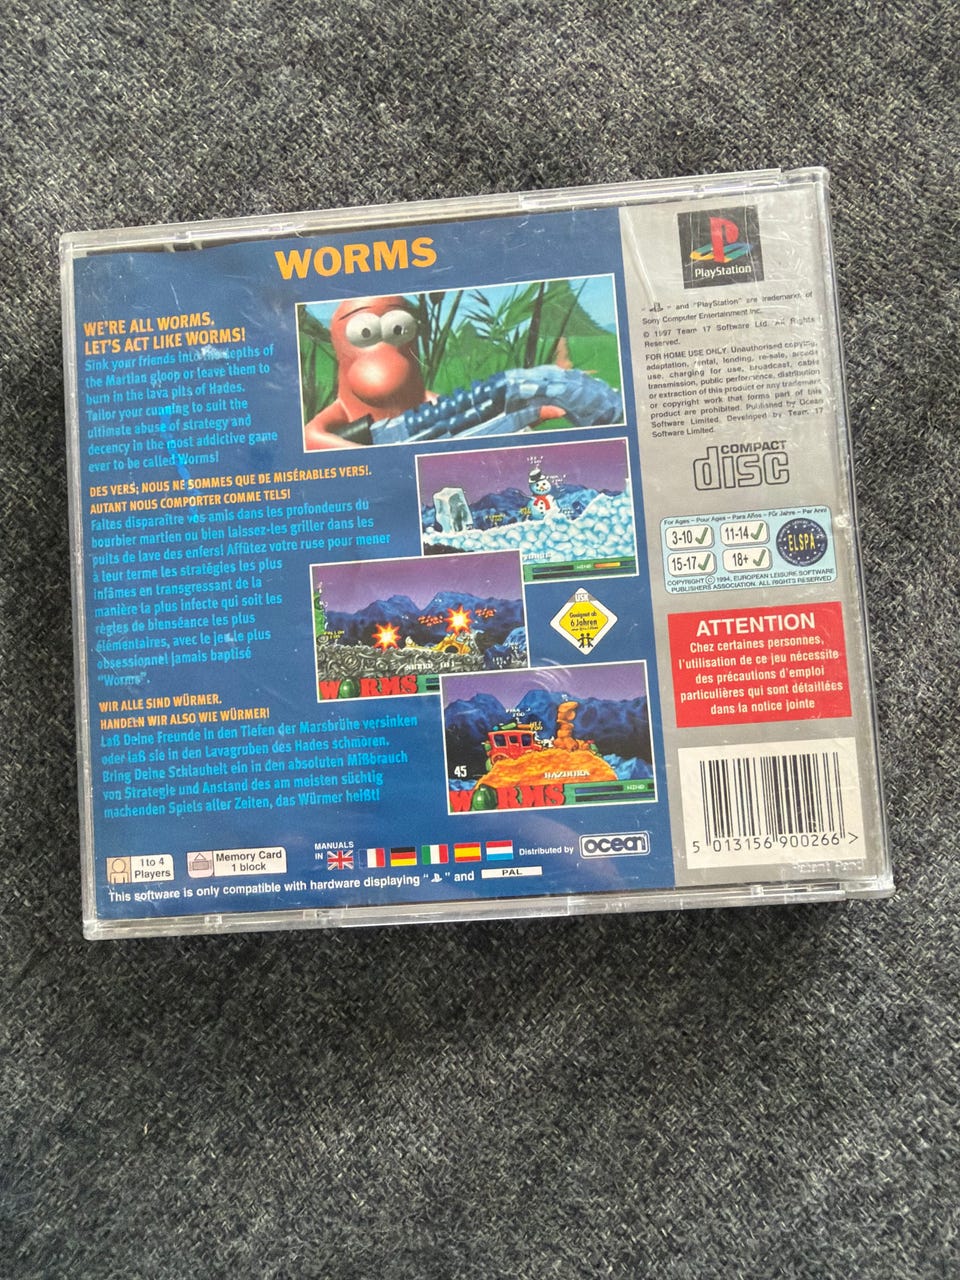 WORMS
WE'RE ALL WORMS.
LET'S ACT LIKE WORMS!
Sink your friends into the depths of
the Martian gloop or leave them to
burn in the lava pits of Hades.
Tailor your cunning to suit the
ultimate abuse of strategy and
decency in the most addictive game
ever to be called Worms!
DES VERS; NOUS NE SOMMES QUE DE MISÉRABLES VERS!.
AUTANT NOUS COMPORTER COMME TELS!
Faites disparaître vos amis dans les profondeurs du
bourbier martien ou bien laissez-les griller dans les
puits de lave des enfers! Affûtez votre ruse pour mener
à leur terme les stratégies les plus
infâmes en transgressant de la
manière la plus infecte qui soit les
règles de bienséance les plus
élémentaires, avec le jeu le plus
obsessionnel jamais baptisé
"Worms".
WIR ALLE SIND WÜRMER.
HANDELN WIR ALSO WIE WÜRMER!
Laß Deine Freunde in den Tiefen der Marsbrühe versinken
oder laß sie in den Lavagruben des Hades schmören.
Bring Deine Schlauheit ein in den absoluten Mißbrauch
von Strategie und Anstand des am meisten süchtig
machenden Spiels aller Zeiten, das Würmer heißt!
WIND
WORMS
USK
Geeignet ab
6 Jahren
45
BAZOOKA
WORMS
WIND
1 to 4
Players
Memory Card
1 block
MANUALS
IN
Distributed by
ocean
This software is only compatible with hardware displaying " " and
PAL
PlayStation
" " and "PlayStation" are trademarks of
Sony Computer Entertainment Inc.
© 1997 Team 17 Software Ltd. All Rights
Reserved.
FOR HOME USE ONLY. Unauthorised copying,
adaptation, rental, lending, re-sale, arcade
use, charging for use, broadcast, cable
transmission, public performance, distribution
or extraction of this product or any trademark
or copyright work that forms part of this
product are prohibited. Published by Ocean
Software Limited. Developed by Team 17
Software Limited.
COMPACT
disc
For Ages – Pour Ages – Para Años – Für Jahre – Per Anni
3-10
11-14
15-17
18+
ELSPA
COPYRIGHT © 1994, EUROPEAN LEISURE SOFTWARE
PUBLISHERS ASSOCIATION. ALL RIGHTS RESERVED
ATTENTION
Chez certaines personnes,
l'utilisation de ce jeu nécessite
des précautions d'emploi
particulières qui sont détaillées
dans la notice jointe
5 013156 900266 >